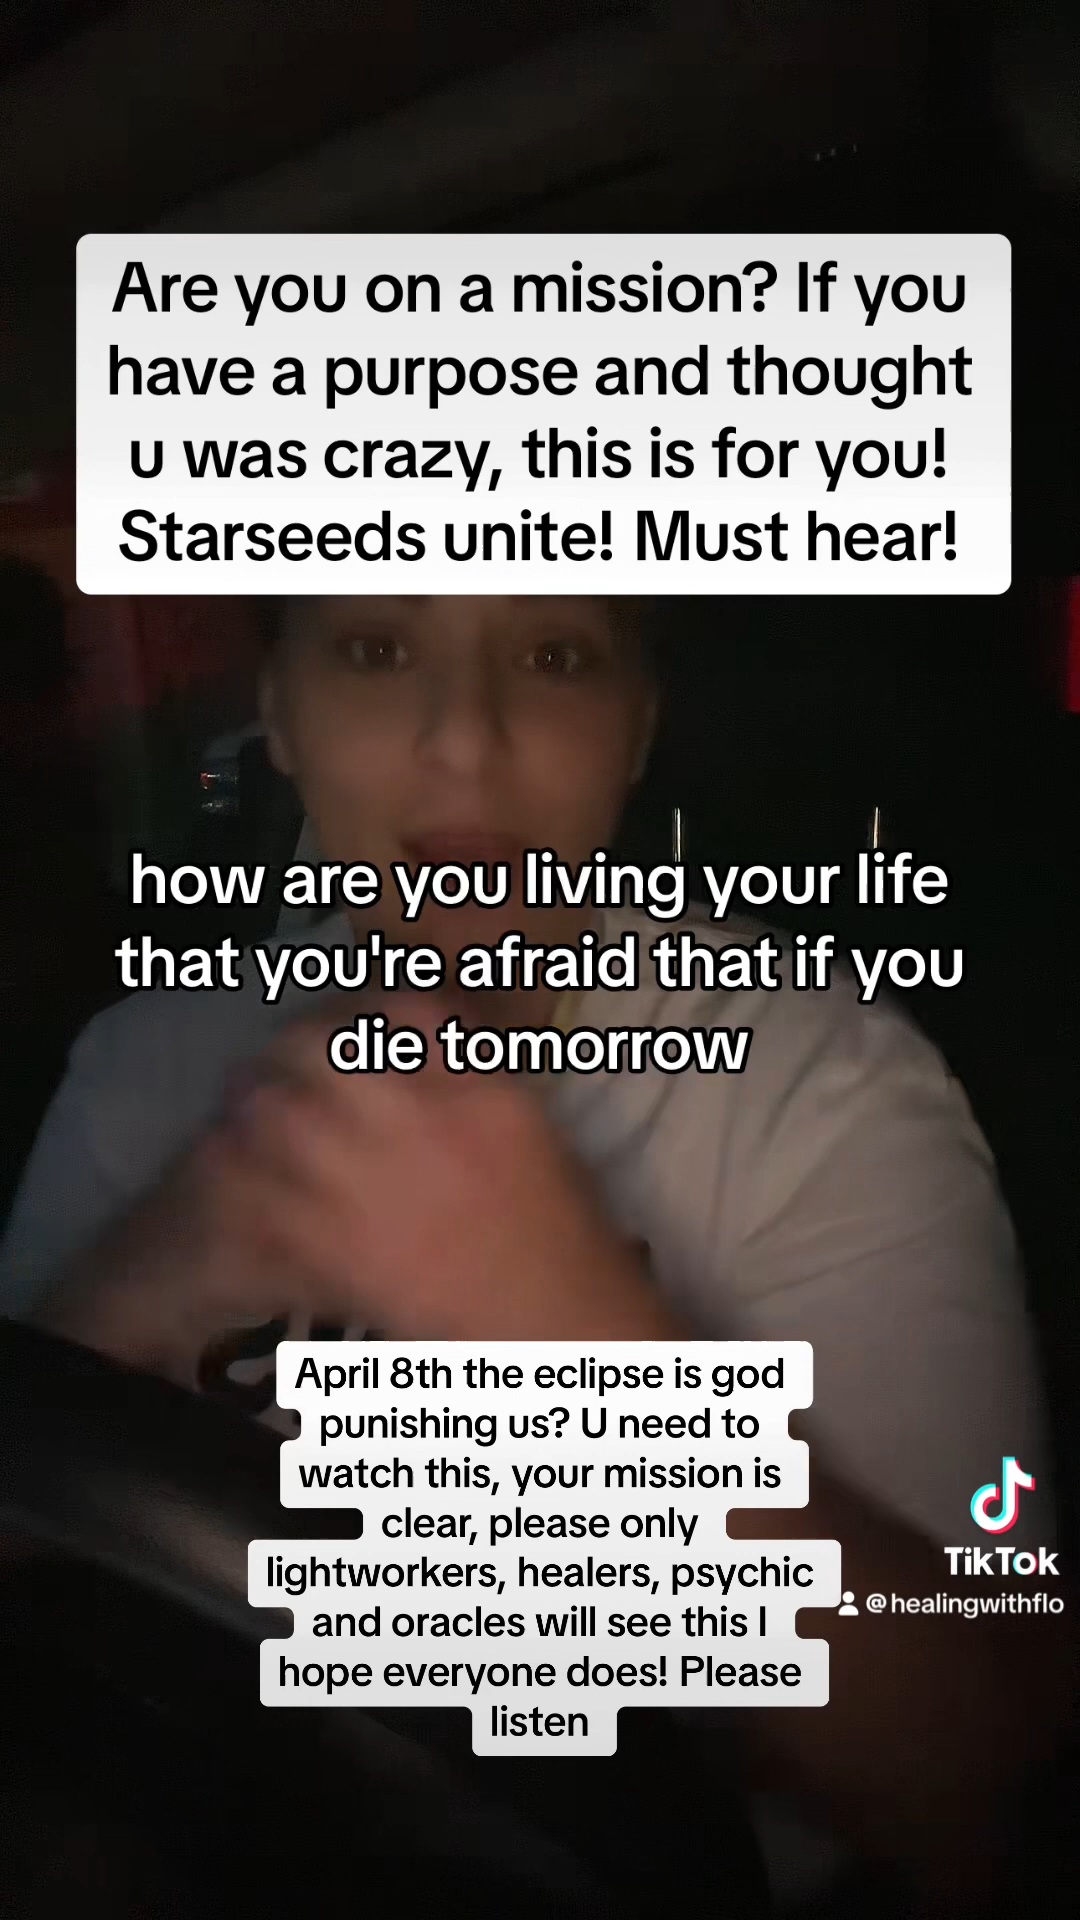 Are you on a mission? If you
have a purpose and thought
u was crazy, this is for you!
Starseeds unite! Must hear!
how are you living your life
that you're afraid that if you
die tomorrow
April 8th the eclipse is god
punishing us? U need to
watch this, your mission is
clear, please only
lightworkers, healers, psychic
and oracles will see this I
hope everyone does! Please
listen
TikTok
@healingwithflo